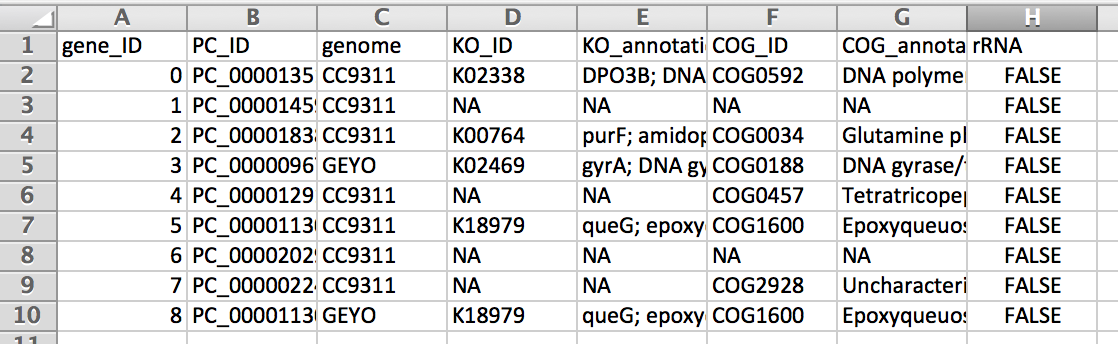 A B C D E F G H
1 gene_ID PC_ID genome KO_ID KO_annotati COG_ID COG_annota rRNA
2 0 PC_0000135 CC9311 K02338 DPO3B; DNA COG0592 DNA polyme FALSE
3 1 PC_0000145 CC9311 NA NA NA NA FALSE
4 2 PC_0000183 CC9311 K00764 purF; amidop COG0034 Glutamine pl FALSE
5 3 PC_0000096 GEYO K02469 gyrA; DNA gy COG0188 DNA gyrase/ FALSE
6 4 PC_0000129 CC9311 NA NA COG0457 Tetratricope FALSE
7 5 PC_0000113 CC9311 K18979 queG; epoxy COG1600 Epoxyqueuos FALSE
8 6 PC_0000202 CC9311 NA NA NA NA FALSE
9 7 PC_0000022 CC9311 NA NA COG2928 Uncharacteri FALSE
10 8 PC_0000113 GEYO K18979 queG; epoxy COG1600 Epoxyqueuos FALSE